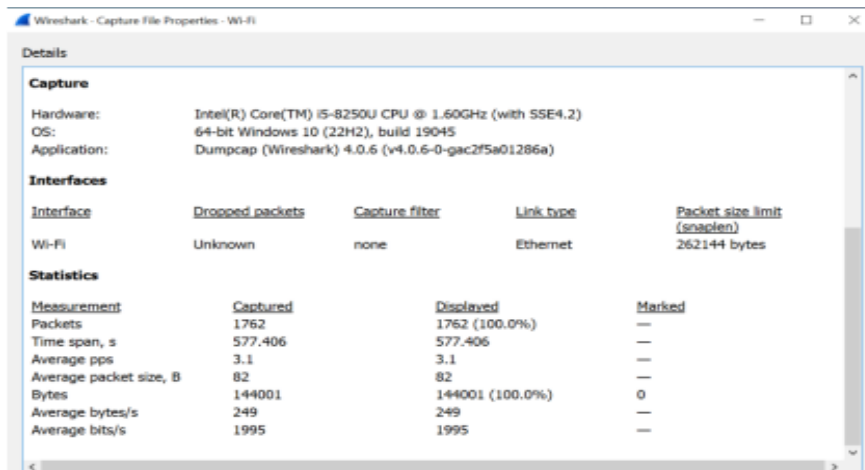 Wireshark · Capture File Properties · Wi-Fi
Details
Capture
Hardware: Intel(R) Core(TM) i5-8250U CPU @ 1.60GHz (with SSE4.2)
OS: 64-bit Windows 10 (22H2), build 19045
Application: Dumpcap (Wireshark) 4.0.6 (v4.0.6-0-gac2f5a01286a)
Interfaces
Interface Dropped packets Capture filter Link type Packet size limit (snaplen)
Wi-Fi Unknown none Ethernet 262144 bytes
Statistics
Measurement Captured Displayed Marked
Packets 1762 1762 (100.0%) —
Time span, s 577.406 577.406 —
Average pps 3.1 3.1 —
Average packet size, B 82 82 —
Bytes 144001 144001 (100.0%) 0
Average bytes/s 249 249 —
Average bits/s 1995 1995 —